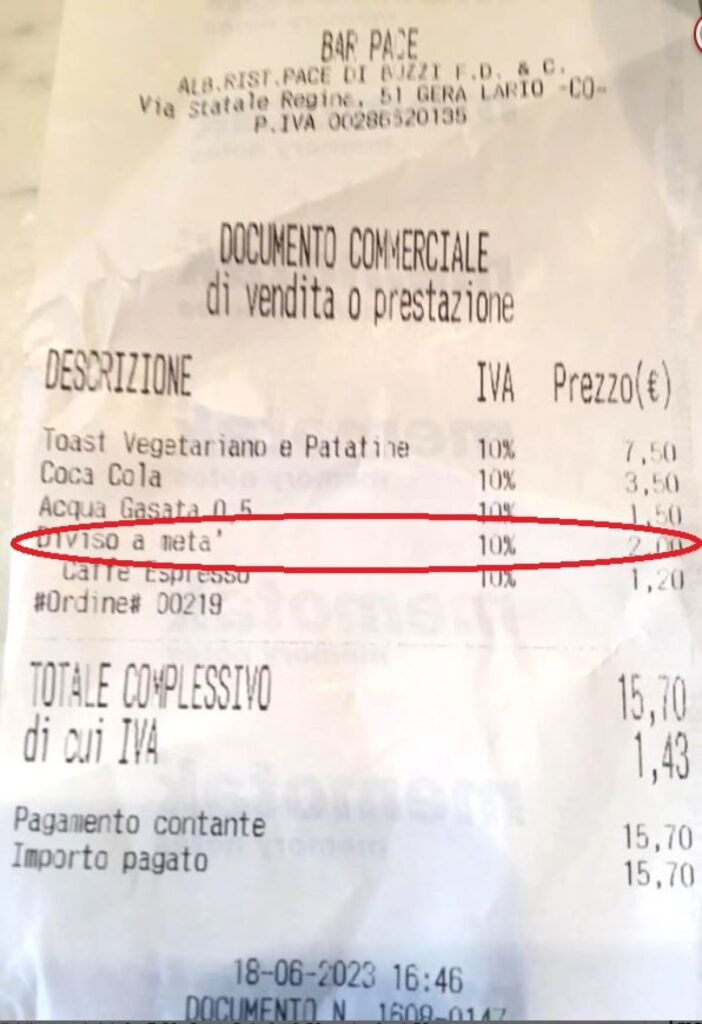 BAR PACE
ALB.RIST.PACE DI BUZZI F.D. & C.
Via Statale Regina, 51 GERA LARIO -CO-
P.IVA 00286520135
DOCUMENTO COMMERCIALE
di vendita o prestazione
DESCRIZIONE IVA Prezzo(€)
Toast Vegetariano e Patatine 10% 7,50
Coca Cola 10% 3,50
Acqua Gasata 0,5 10% 1,50
Diviso a meta' 10% 2,00
Caffe Espresso 10% 1,20
#Ordine# 00219
TOTALE COMPLESSIVO 15,70
di cui IVA 1,43
Pagamento contante 15,70
Importo pagato 15,70
18-06-2023 16:46
DOCUMENTO N. 1608-0147